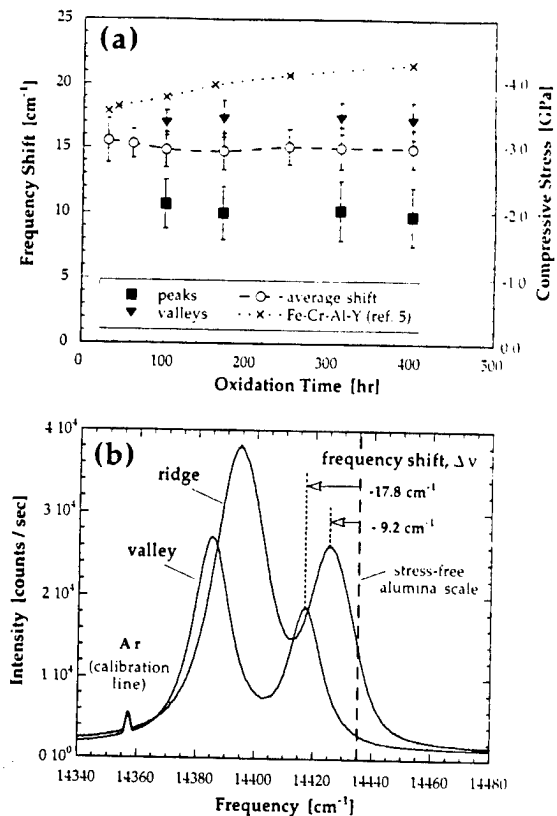 (a)
25
20
15
10
5
0
Frequency Shift [cm⁻¹]
-4.0
-3.0
-2.0
-1.0
0.0
Compressive Stress [GPa]
peaks
valleys
average shift
Fe-Cr-Al-Y (ref. 5)
0
100
200
300
400
500
Oxidation Time [hr]
(b)
4 10⁴
3 10⁴
2 10⁴
1 10⁴
0 10⁰
Intensity [counts / sec]
ridge
valley
Ar
(calibration
line)
frequency shift, Δν
-17.8 cm⁻¹
- 9.2 cm⁻¹
stress-free
alumina scale
14340
14360
14380
14400
14420
14440
14460
14480
Frequency [cm⁻¹]